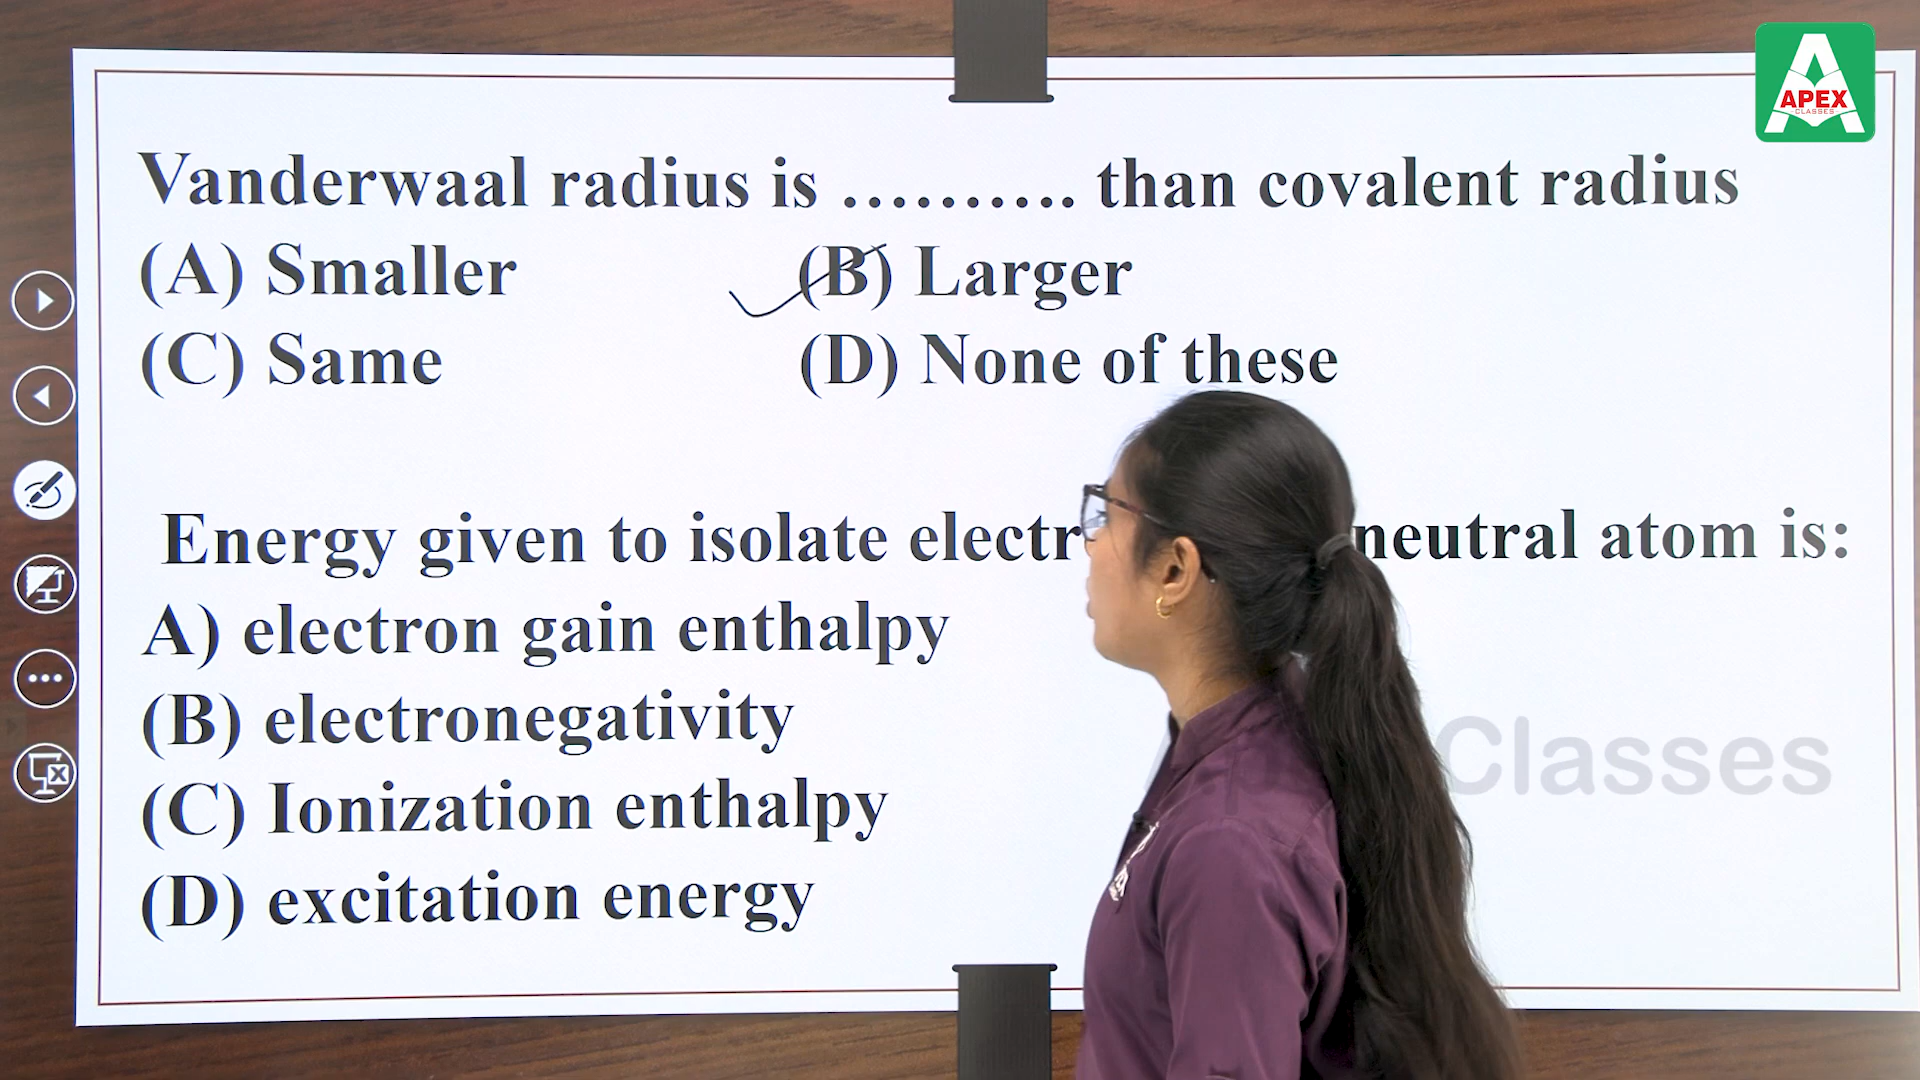 APEX
CLASSES
Vanderwaal radius is .......... than covalent radius
(A) Smaller (B) Larger
(C) Same (D) None of these
Energy given to isolate neutral atom is:
A) electron gain enthalpy
(B) electronegativity
Classes
(C) Ionization enthalpy
(D) excitation energy